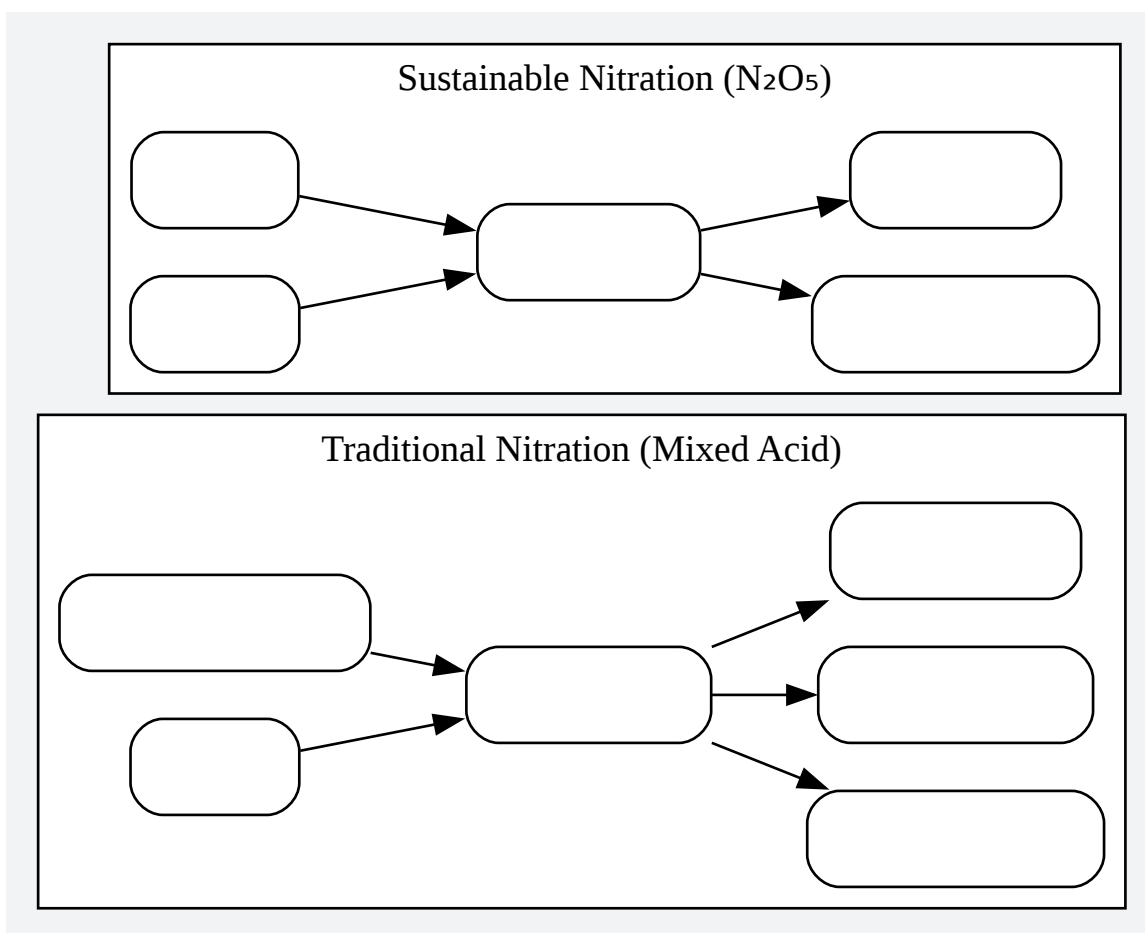 Sustainable Nitration (N₂O₅)
Traditional Nitration (Mixed Acid)